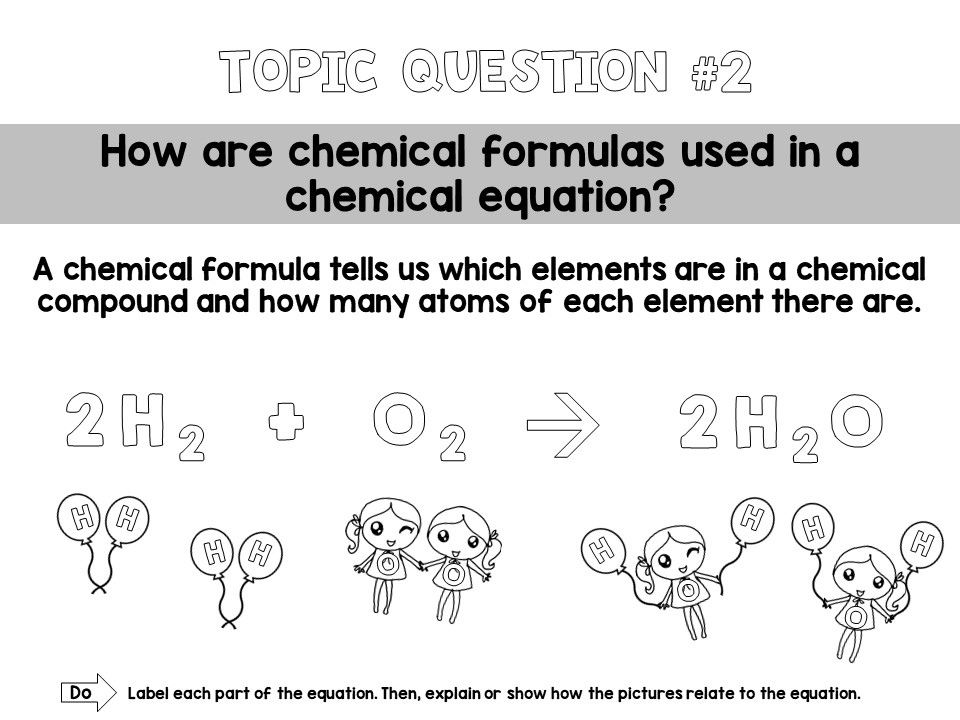 TOPIC QUESTION #2
How are chemical formulas used in a
chemical equation?
A chemical formula tells us which elements are in a chemical
compound and how many atoms of each element there are.
2H₂ + O₂ → 2H₂O
H H H H O O H O H H O H
Do Label each part of the equation. Then, explain or show how the pictures relate to the equation.